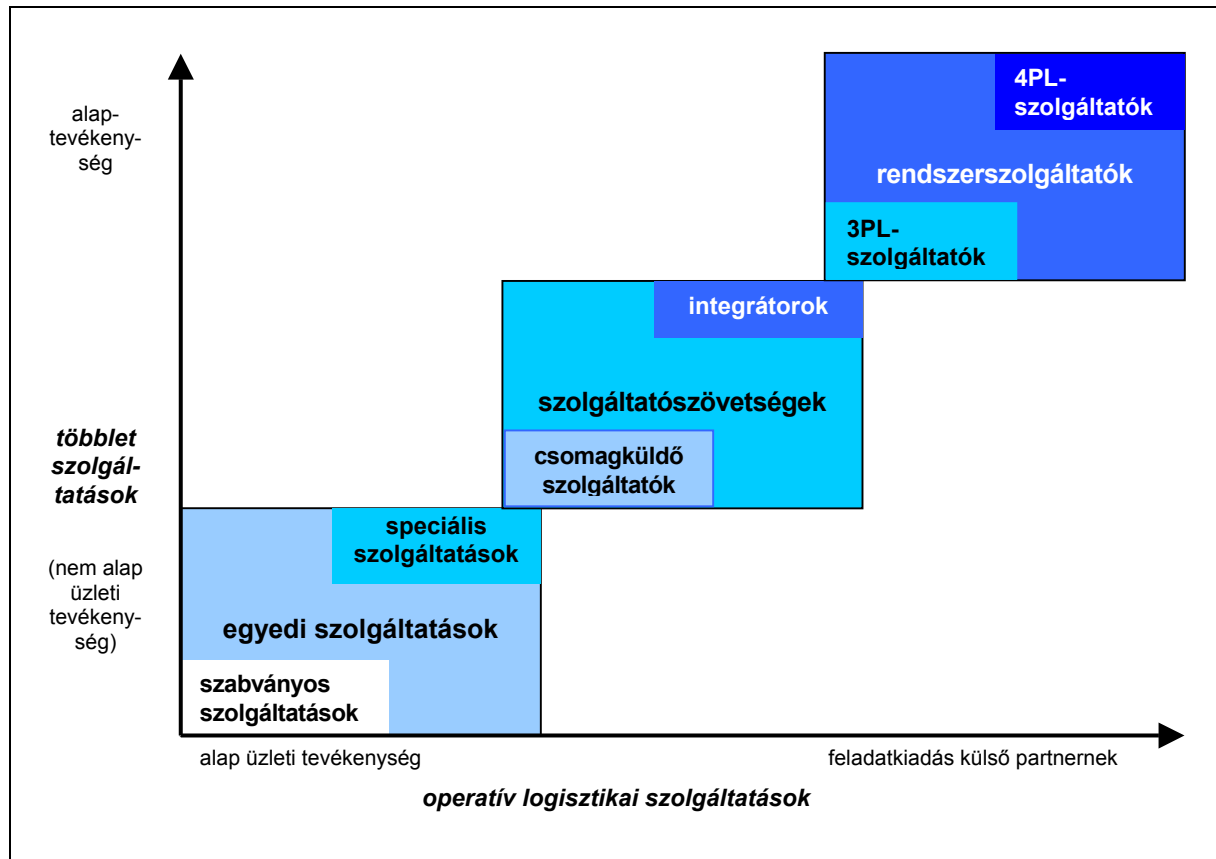 4PL-
szolgáltatók
alap-
tevékeny-
ség
rendszerszolgáltatók
3PL-
szolgáltatók
integrátorok
szolgáltatószövetségek
csomagküldő
szolgáltatók
többlet
szolgál-
tatások
speciális
szolgáltatások
(nem alap
üzleti
tevékeny-
ség)
egyedi szolgáltatások
szabványos
szolgáltatások
alap üzleti tevékenység
feladatkiadás külső partnernek
operatív logisztikai szolgáltatások